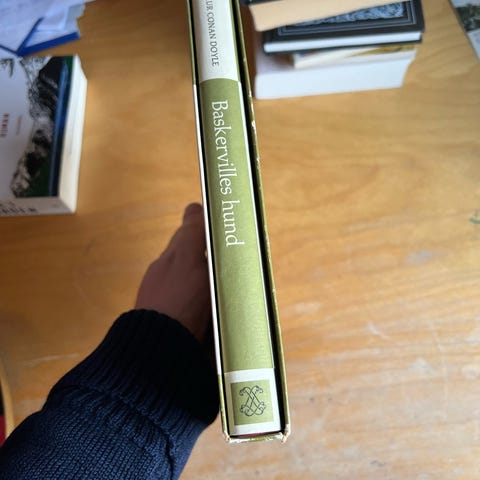 UR CONAN DOYLE
Baskervilles hund